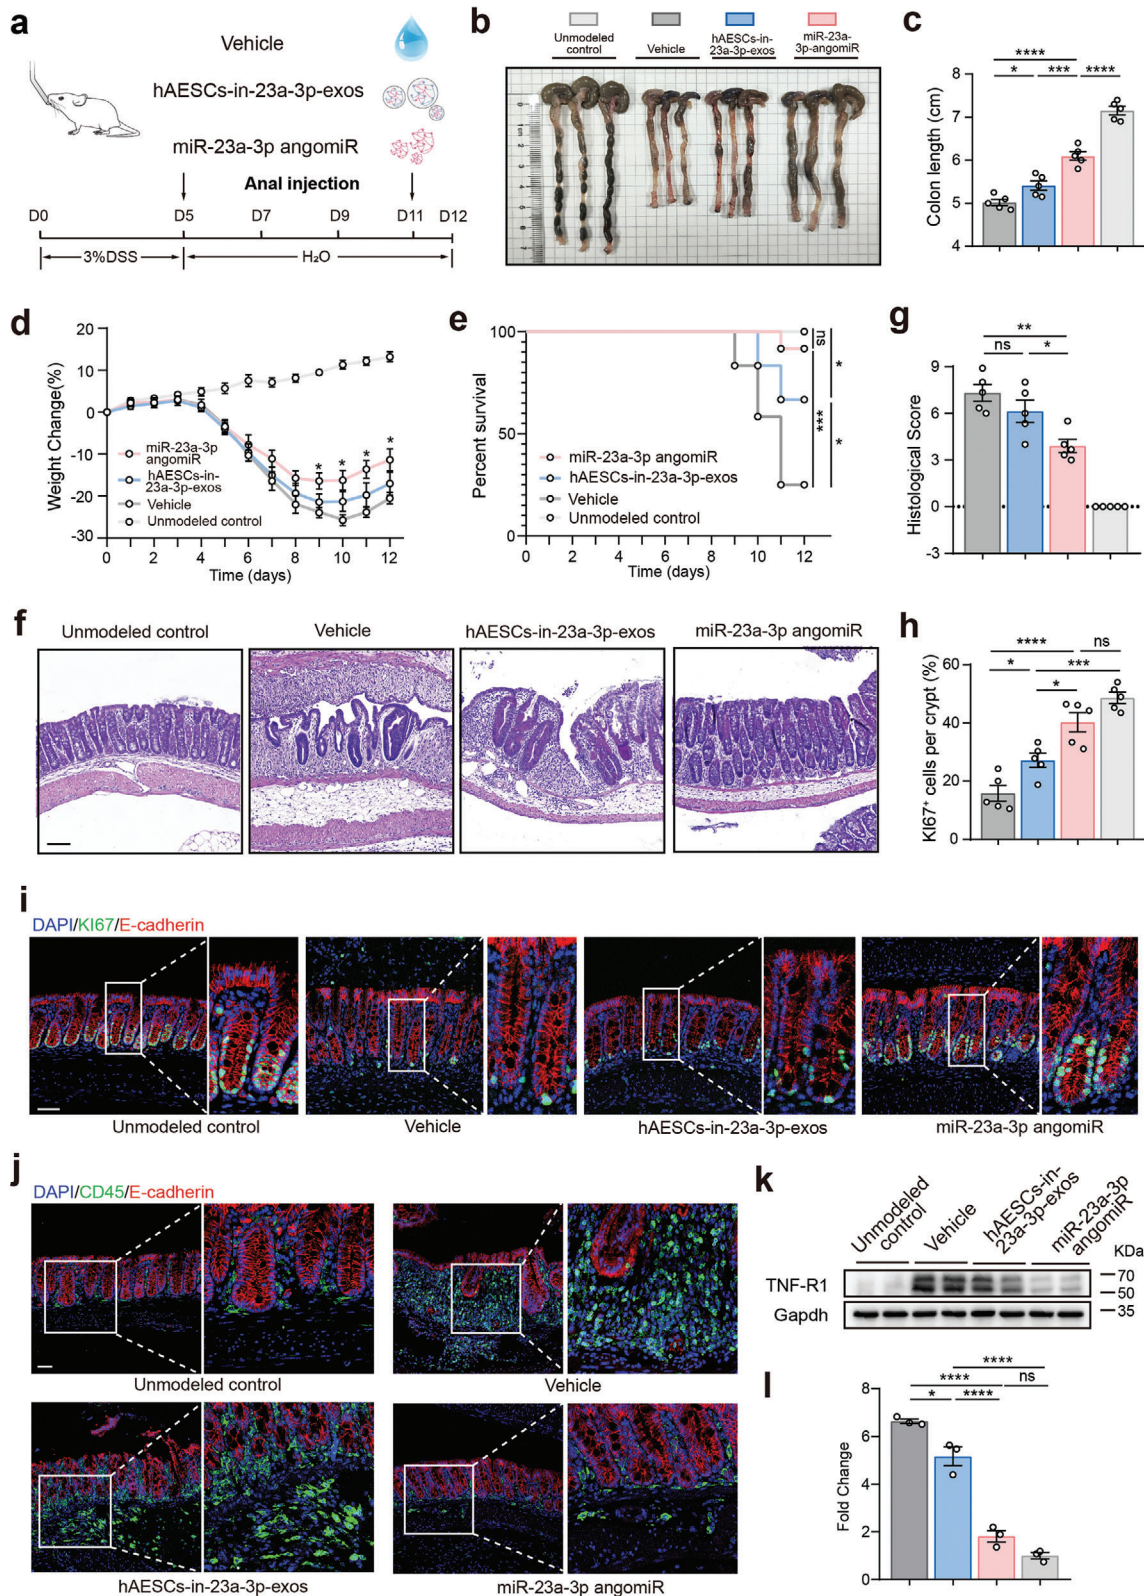 a
Vehicle
hAESCs-in-23a-3p-exos
miR-23a-3p angomiR
Anal injection
D0 D5 D7 D9 D11 D12
3%DSS H₂O
b
Unmodeled
control
Vehicle
hAESCs-in-
23a-3p-exos
miR-23a-
3p-angomiR
c
Colon length (cm)
8
7
6
5
4
****
* *** ****
d
Weight Change(%)
20
10
0
-10
-20
-30
miR-23a-3p
angomiR
hAESCs-in-
23a-3p-exos
Vehicle
Unmodeled control
* * * *
0 2 4 6 8 10 12
Time (days)
e
Percent survival
100
50
0
miR-23a-3p angomiR
hAESCs-in-23a-3p-exos
Vehicle
Unmodeled control
ns
*
***
*
0 2 4 6 8 10 12
Time (days)
g
Histological Score
9
6
3
0
-3
**
ns *
f
Unmodeled control
Vehicle
hAESCs-in-23a-3p-exos
miR-23a-3p angomiR
h
KI67⁺ cells per crypt (%)
60
40
20
0
**** ns
* ***
*
i
DAPI/KI67/E-cadherin
Unmodeled control
Vehicle
hAESCs-in-23a-3p-exos
miR-23a-3p angomiR
j
DAPI/CD45/E-cadherin
Unmodeled control
Vehicle
hAESCs-in-23a-3p-exos
miR-23a-3p angomiR
k
Unmodeled
control
Vehicle
hAESCs-in-
23a-3p-exos
miR-23a-3p
angomiR
KDa
TNF-R1
70
50
Gapdh
35
l
Fold Change
8
6
4
2
0
****
**** ns
* ****